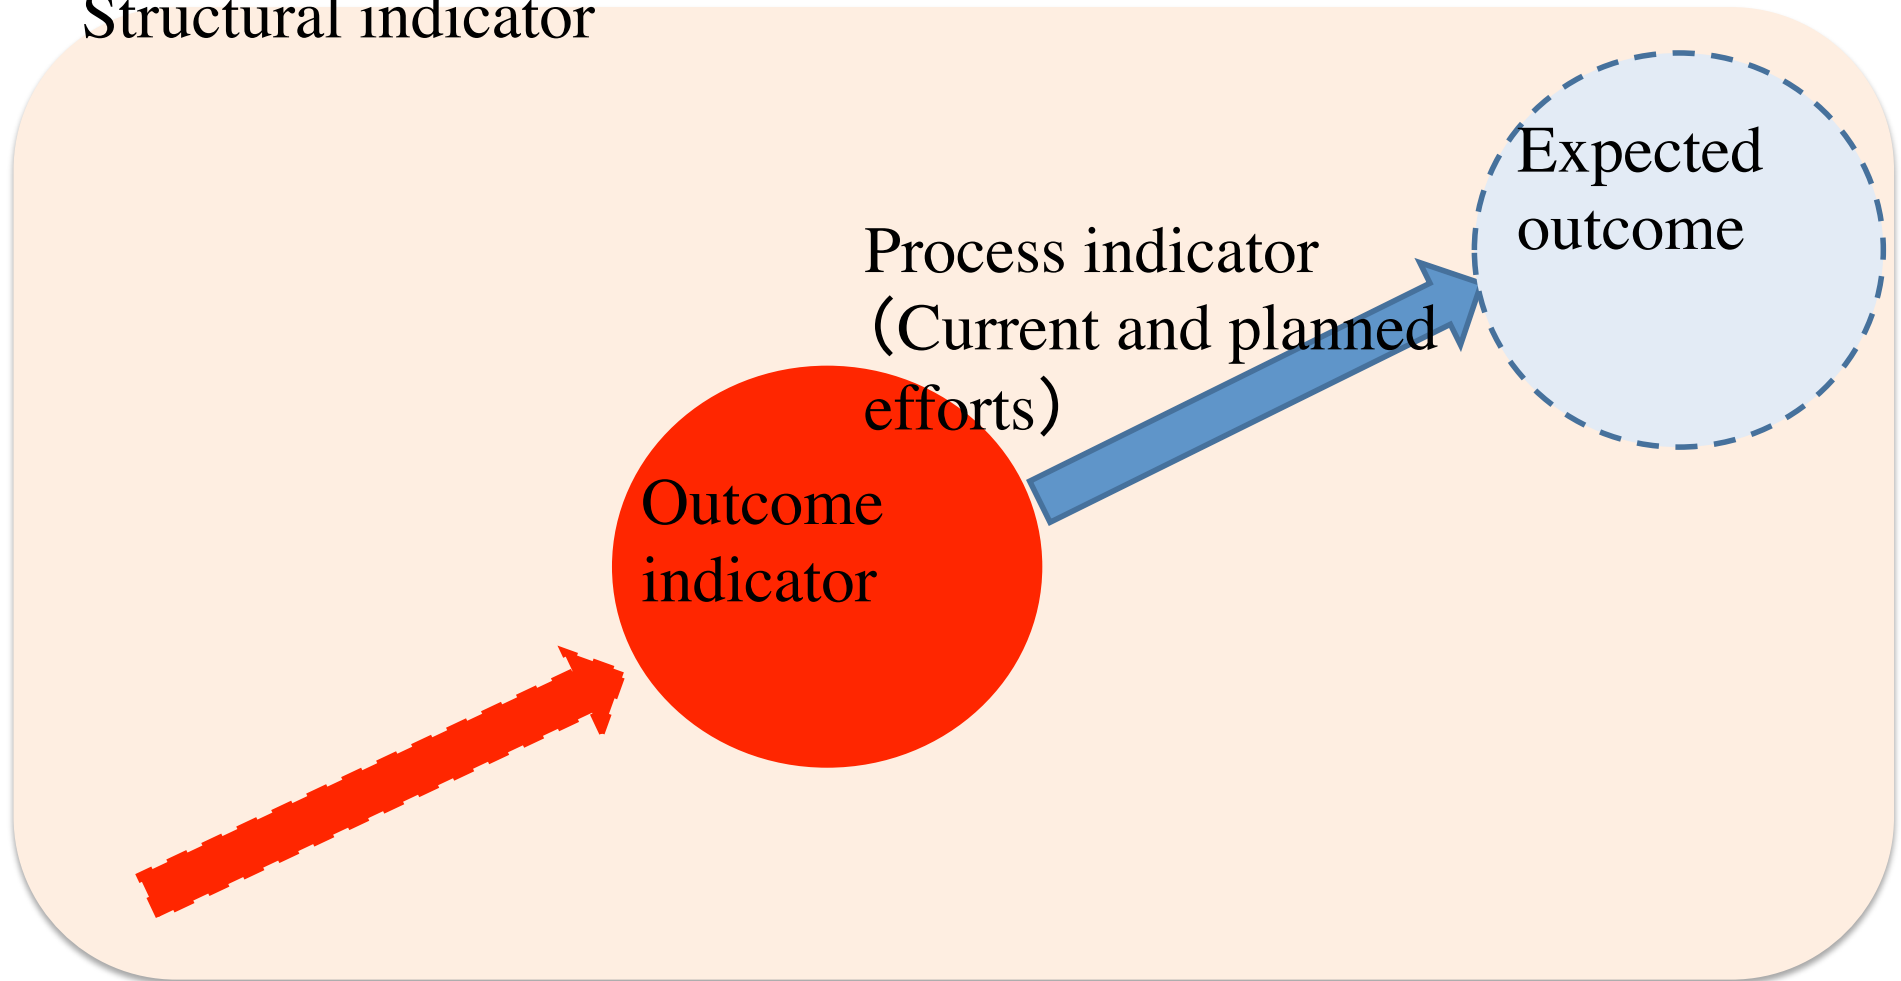 Structural indicator
Expected
outcome
Process indicator
（Current and planned
efforts）
Outcome
indicator